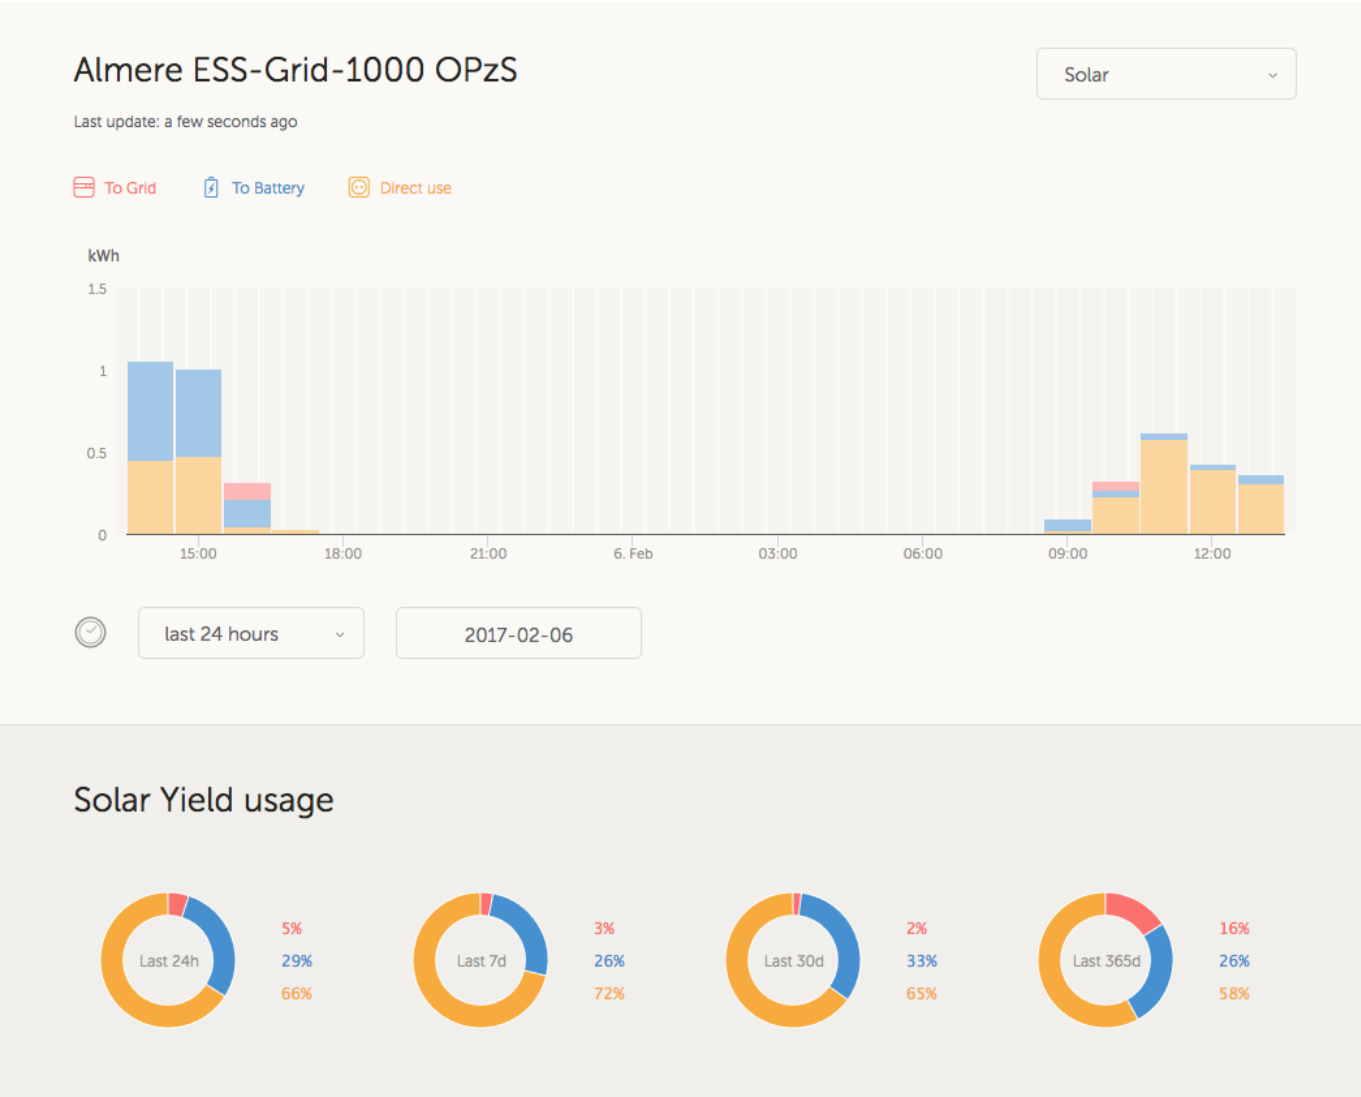 Almere ESS-Grid-1000 OPzS
Solar
Last update: a few seconds ago
To Grid To Battery Direct use
kWh
1.5
1
0.5
0
15:00 18:00 21:00 6. Feb 03:00 06:00 09:00 12:00
last 24 hours 2017-02-06
Solar Yield usage
Last 24h
5%
29%
66%
Last 7d
3%
26%
72%
Last 30d
2%
33%
65%
Last 365d
16%
26%
58%